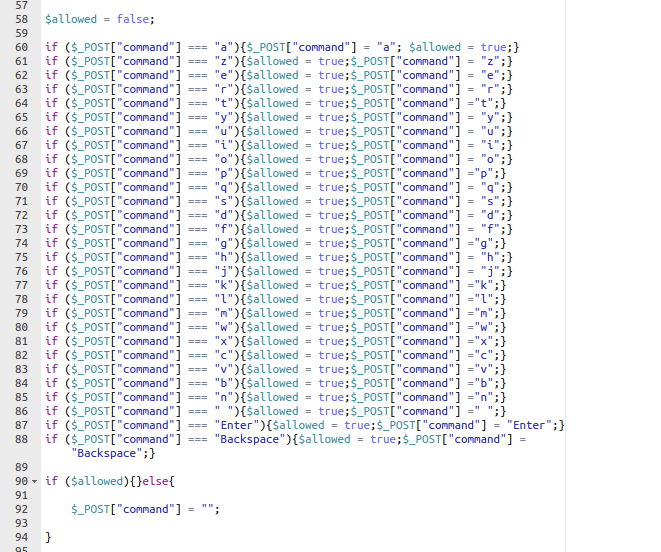 57
58 $allowed = false;
59
60 if ($_POST["command"] === "a"){$_POST["command"] = "a"; $allowed = true;}
61 if ($_POST["command"] === "z"){$allowed = true;$_POST["command"] = "z";}
62 if ($_POST["command"] === "e"){$allowed = true;$_POST["command"] = "e";}
63 if ($_POST["command"] === "r"){$allowed = true;$_POST["command"] = "r";}
64 if ($_POST["command"] === "t"){$allowed = true;$_POST["command"] ="t";}
65 if ($_POST["command"] === "y"){$allowed = true;$_POST["command"] = "y";}
66 if ($_POST["command"] === "u"){$allowed = true;$_POST["command"] = "u";}
67 if ($_POST["command"] === "i"){$allowed = true;$_POST["command"] = "i";}
68 if ($_POST["command"] === "o"){$allowed = true;$_POST["command"] = "o";}
69 if ($_POST["command"] === "p"){$allowed = true;$_POST["command"] ="p";}
70 if ($_POST["command"] === "q"){$allowed = true;$_POST["command"] = "q";}
71 if ($_POST["command"] === "s"){$allowed = true;$_POST["command"] = "s";}
72 if ($_POST["command"] === "d"){$allowed = true;$_POST["command"] = "d";}
73 if ($_POST["command"] === "f"){$allowed = true;$_POST["command"] = "f";}
74 if ($_POST["command"] === "g"){$allowed = true;$_POST["command"] ="g";}
75 if ($_POST["command"] === "h"){$allowed = true;$_POST["command"] = "h";}
76 if ($_POST["command"] === "j"){$allowed = true;$_POST["command"] = "j";}
77 if ($_POST["command"] === "k"){$allowed = true;$_POST["command"] ="k";}
78 if ($_POST["command"] === "l"){$allowed = true;$_POST["command"] ="l";}
79 if ($_POST["command"] === "m"){$allowed = true;$_POST["command"] ="m";}
80 if ($_POST["command"] === "w"){$allowed = true;$_POST["command"] ="w";}
81 if ($_POST["command"] === "x"){$allowed = true;$_POST["command"] ="x";}
82 if ($_POST["command"] === "c"){$allowed = true;$_POST["command"] ="c";}
83 if ($_POST["command"] === "v"){$allowed = true;$_POST["command"] ="v";}
84 if ($_POST["command"] === "b"){$allowed = true;$_POST["command"] ="b";}
85 if ($_POST["command"] === "n"){$allowed = true;$_POST["command"] ="n";}
86 if ($_POST["command"] === " "){$allowed = true;$_POST["command"] =" ";}
87 if ($_POST["command"] === "Enter"){$allowed = true;$_POST["command"] = "Enter";}
88 if ($_POST["command"] === "Backspace"){$allowed = true;$_POST["command"] =
"Backspace";}
89
90 if ($allowed){}else{
91
92 $_POST["command"] = "";
93
94 }
95